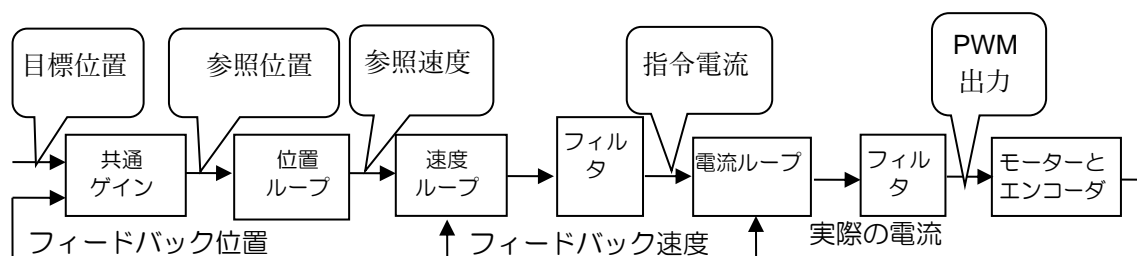 目標位置
参照位置
参照速度
指令電流
PWM
出力
共通
ゲイン
位置
ループ
速度
ループ
フィル
タ
電流ループ
フィル
タ
モーターと
エンコーダ
フィードバック位置
フィードバック速度
実際の電流